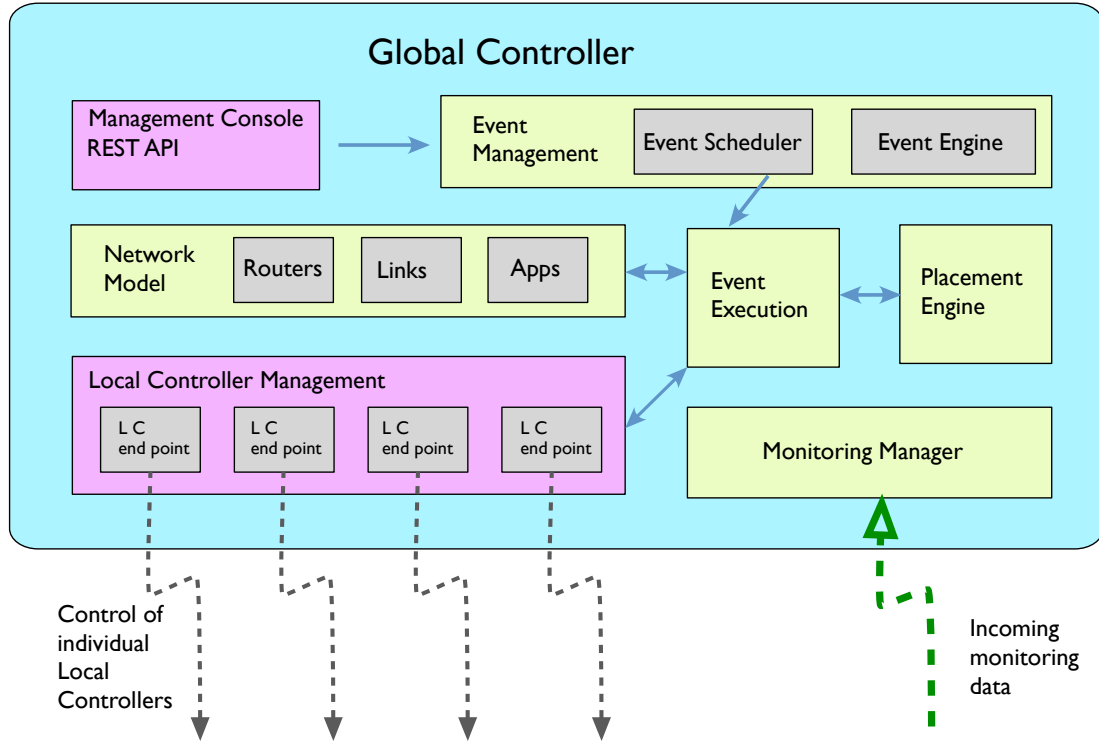 Global Controller
Management Console
REST API
Event
Management
Event Scheduler
Event Engine
Network
Model
Routers
Links
Apps
Event
Execution
Placement
Engine
Local Controller Management
L C
end point
L C
end point
L C
end point
L C
end point
Monitoring Manager
Control of
individual
Local
Controllers
Incoming
monitoring
data